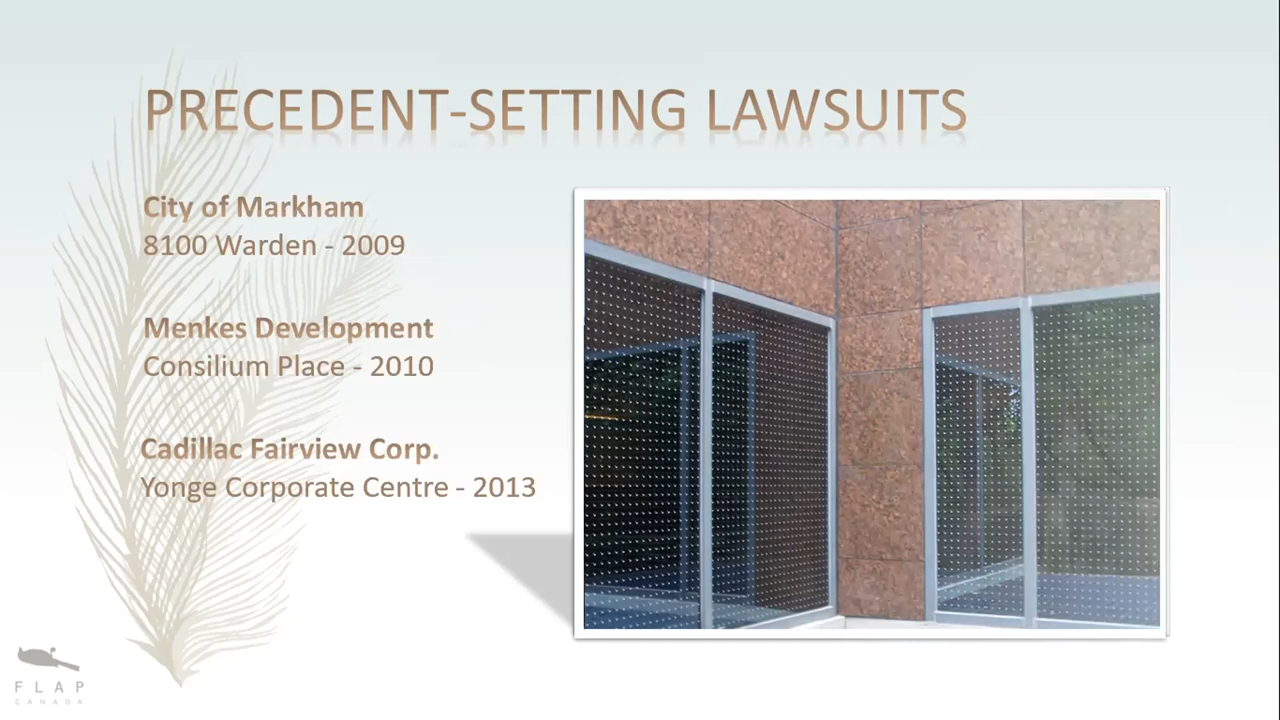 PRECEDENT-SETTING LAWSUITS
City of Markham
8100 Warden - 2009
Menkes Development
Consilium Place - 2010
Cadillac Fairview Corp.
Yonge Corporate Centre - 2013
FLAP
CANADA